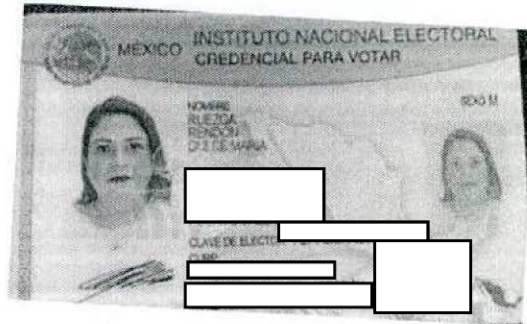 MÉXICO INSTITUTO NACIONAL ELECTORAL
CREDENCIAL PARA VOTAR
NOMBRE
SEXO M
RUEZGA
RENDON
DULCE MARIA
CLAVE DE ELECTOR
CURP